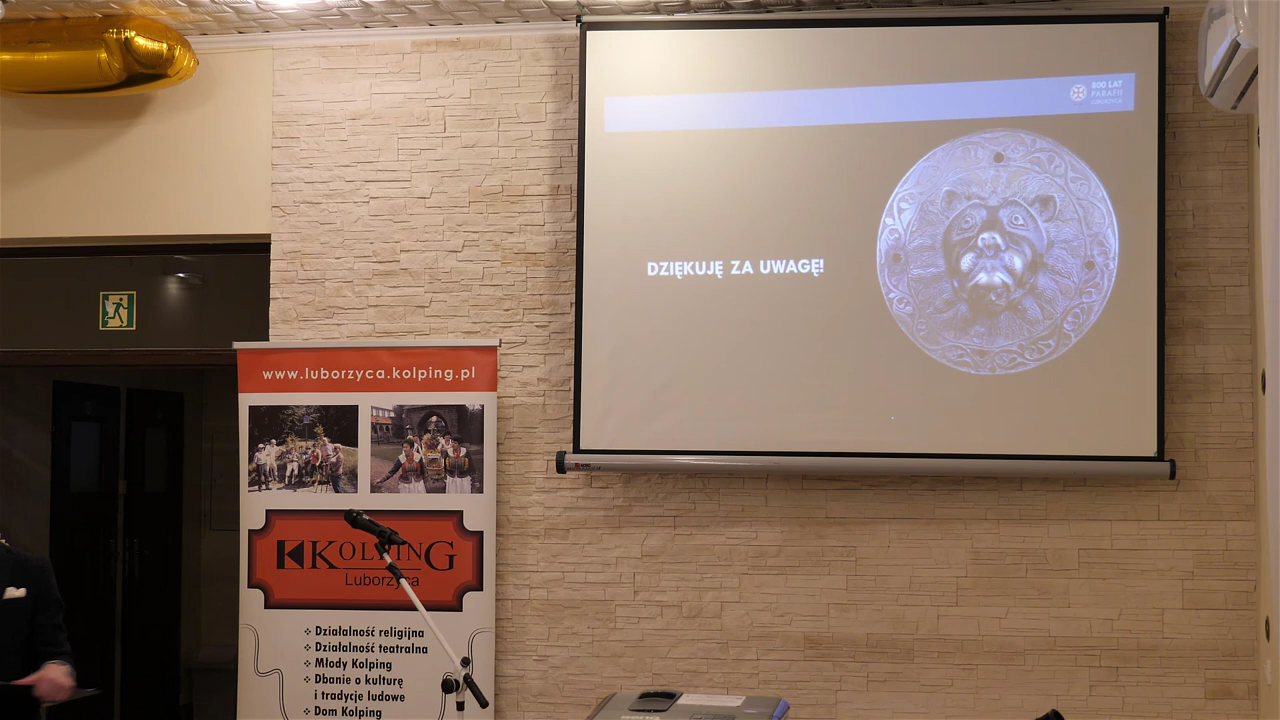 800 LAT
PARAFII
LUBORZYCA
DZIĘKUJĘ ZA UWAGĘ!
www.luborzyca.kolping.pl
KOLPING
Luborzyca
Działalność religijna
Działalność teatralna
Młody Kolping
Dbanie o kulturę
i tradycje ludowe
Dom Kolping
BENQ